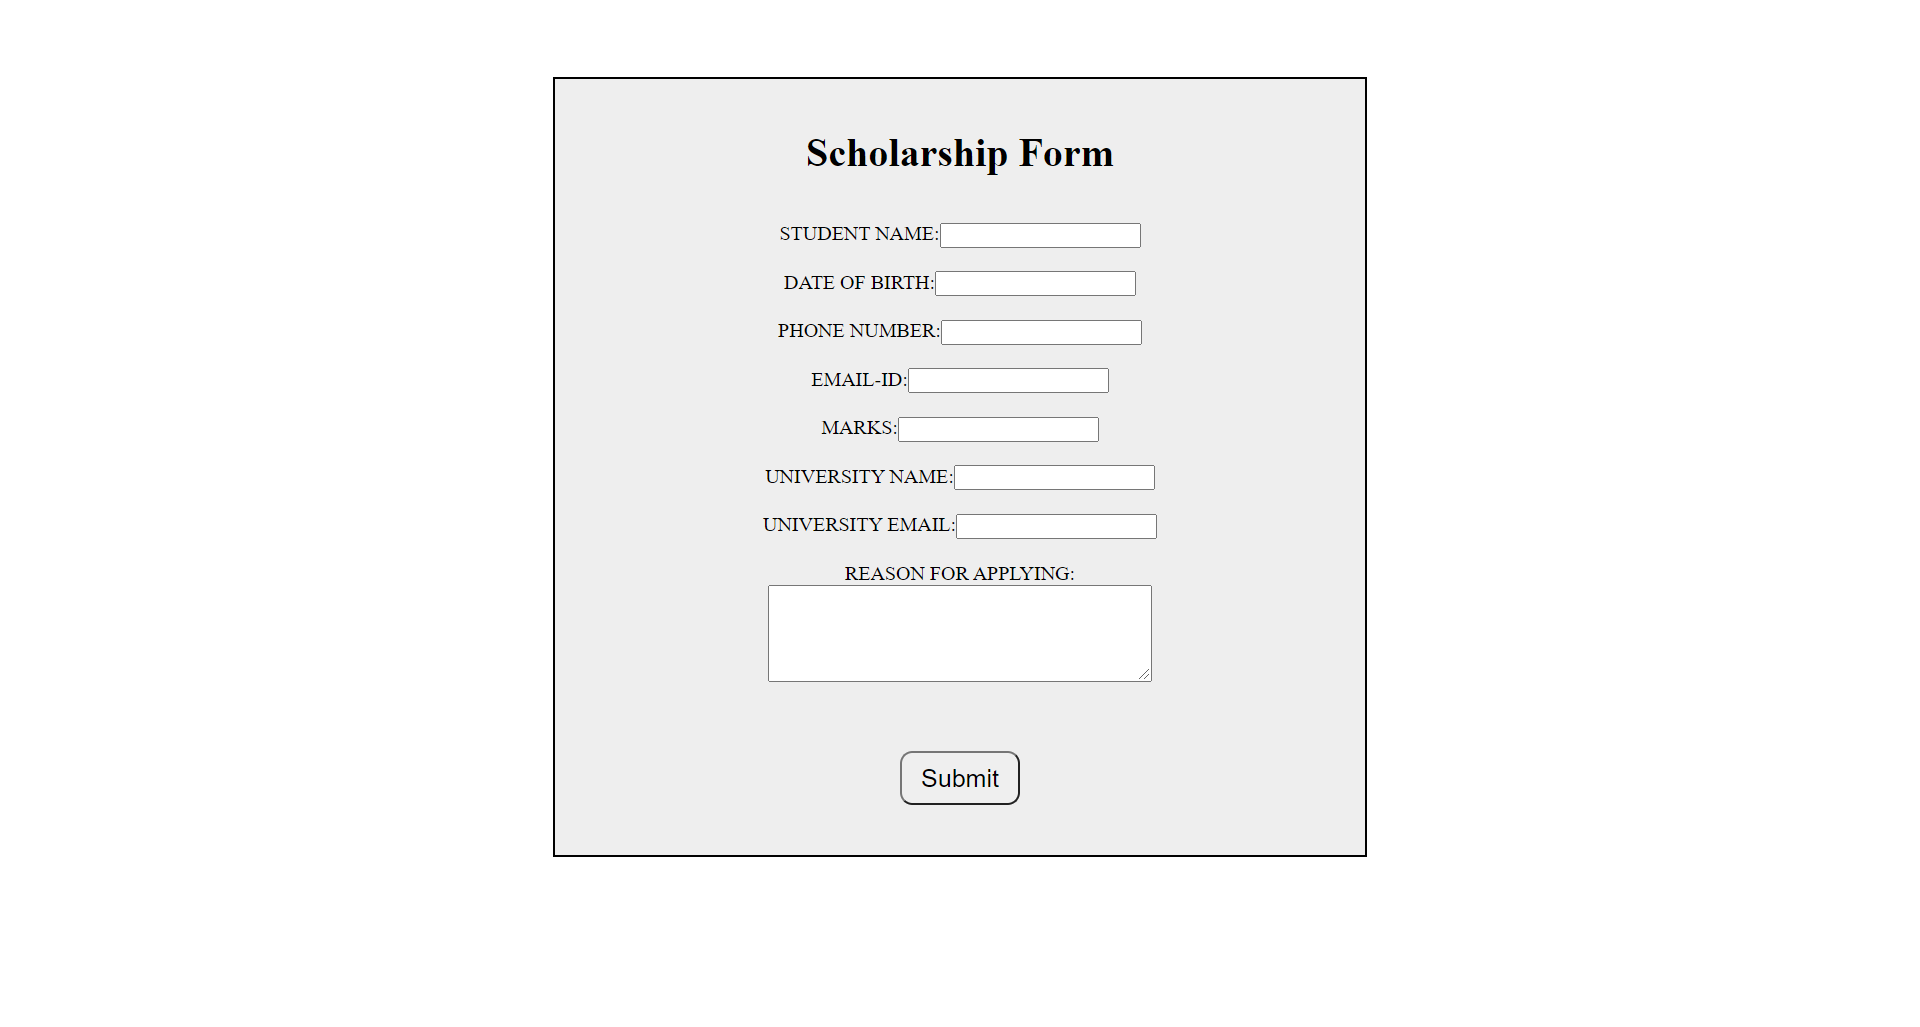 Scholarship Form
STUDENT NAME:
DATE OF BIRTH:
PHONE NUMBER:
EMAIL-ID:
MARKS:
UNIVERSITY NAME:
UNIVERSITY EMAIL:
REASON FOR APPLYING:
Submit